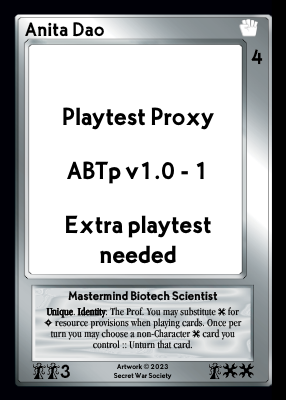 Anita Dao
4
Playtest Proxy
ABTp v1.0 - 1
Extra playtest
needed
Mastermind Biotech Scientist
Unique. Identity: The Prof. You may substitute ⌘ for
✧ resource provisions when playing cards. Once per
turn you may choose a non-Character ⌘ card you
control :: Unturn that card.
3
Artwork © 2023
Secret War Society